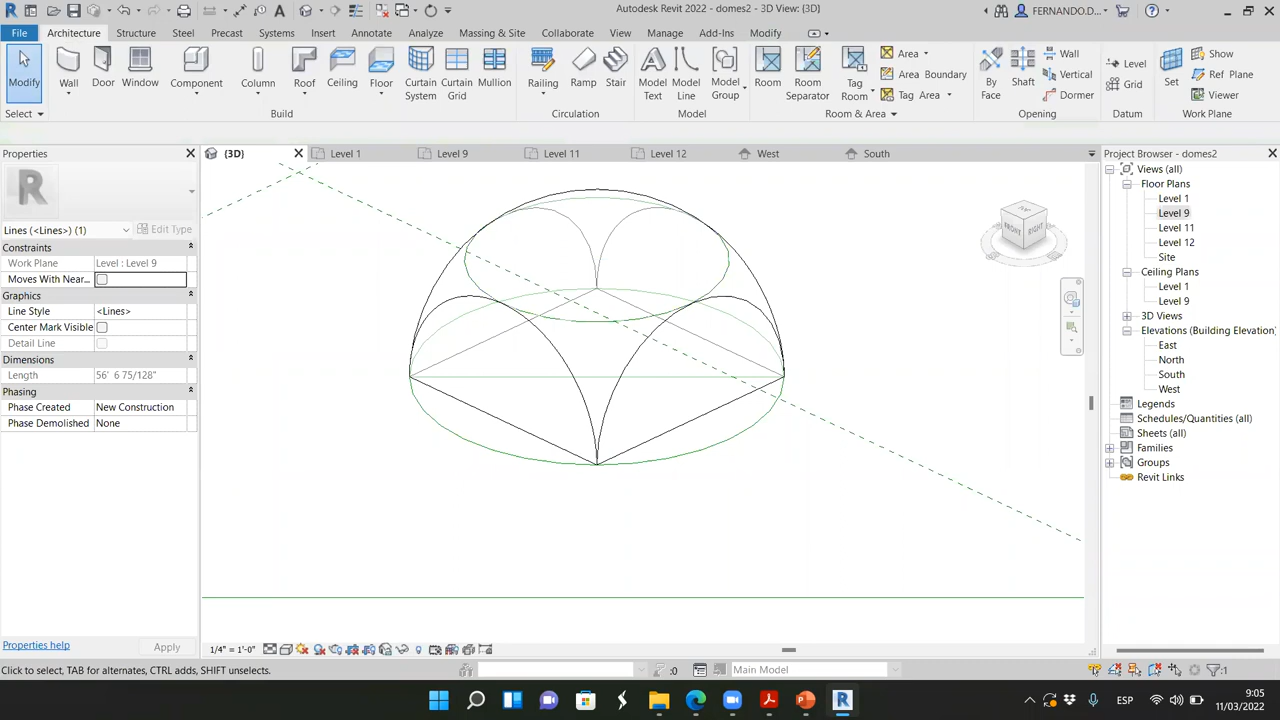 Autodesk Revit 2022 - domes2 - 3D View: {3D}
FERNANDO.D...
File Architecture Structure Steel Precast Systems Insert Annotate Analyze Massing & Site Collaborate View Manage Add-Ins Modify
Modify Wall Door Window Component Column Roof Ceiling Floor Curtain System Curtain Grid Mullion Railing Ramp Stair Model Text Model Line Model Group Room Room Separator Tag Room
Area
Area Boundary
Tag Area
By Face Shaft
Wall
Vertical
Dormer
Level
Grid
Set
Show
Ref Plane
Viewer
Select Build Circulation Model Room & Area Opening Datum Work Plane
Properties
{3D} Level 1 Level 9 Level 11 Level 12 West South
R
Lines (<Lines>) (1) Edit Type
Constraints
Work Plane Level : Level 9
Moves With Near...
Graphics
Line Style <Lines>
Center Mark Visible
Detail Line
Dimensions
Length 56' 6 75/128"
Phasing
Phase Created New Construction
Phase Demolished None
Properties help Apply
FRONT RIGHT
Project Browser - domes2
Views (all)
Floor Plans
Level 1
Level 9
Level 11
Level 12
Site
Ceiling Plans
Level 1
Level 9
3D Views
Elevations (Building Elevation)
East
North
South
West
Legends
Schedules/Quantities (all)
Sheets (all)
Families
Groups
Revit Links
1/4" = 1'-0"
Click to select, TAB for alternates, CTRL adds, SHIFT unselects.
:0
Main Model
:1
ESP
9:05
11/03/2022